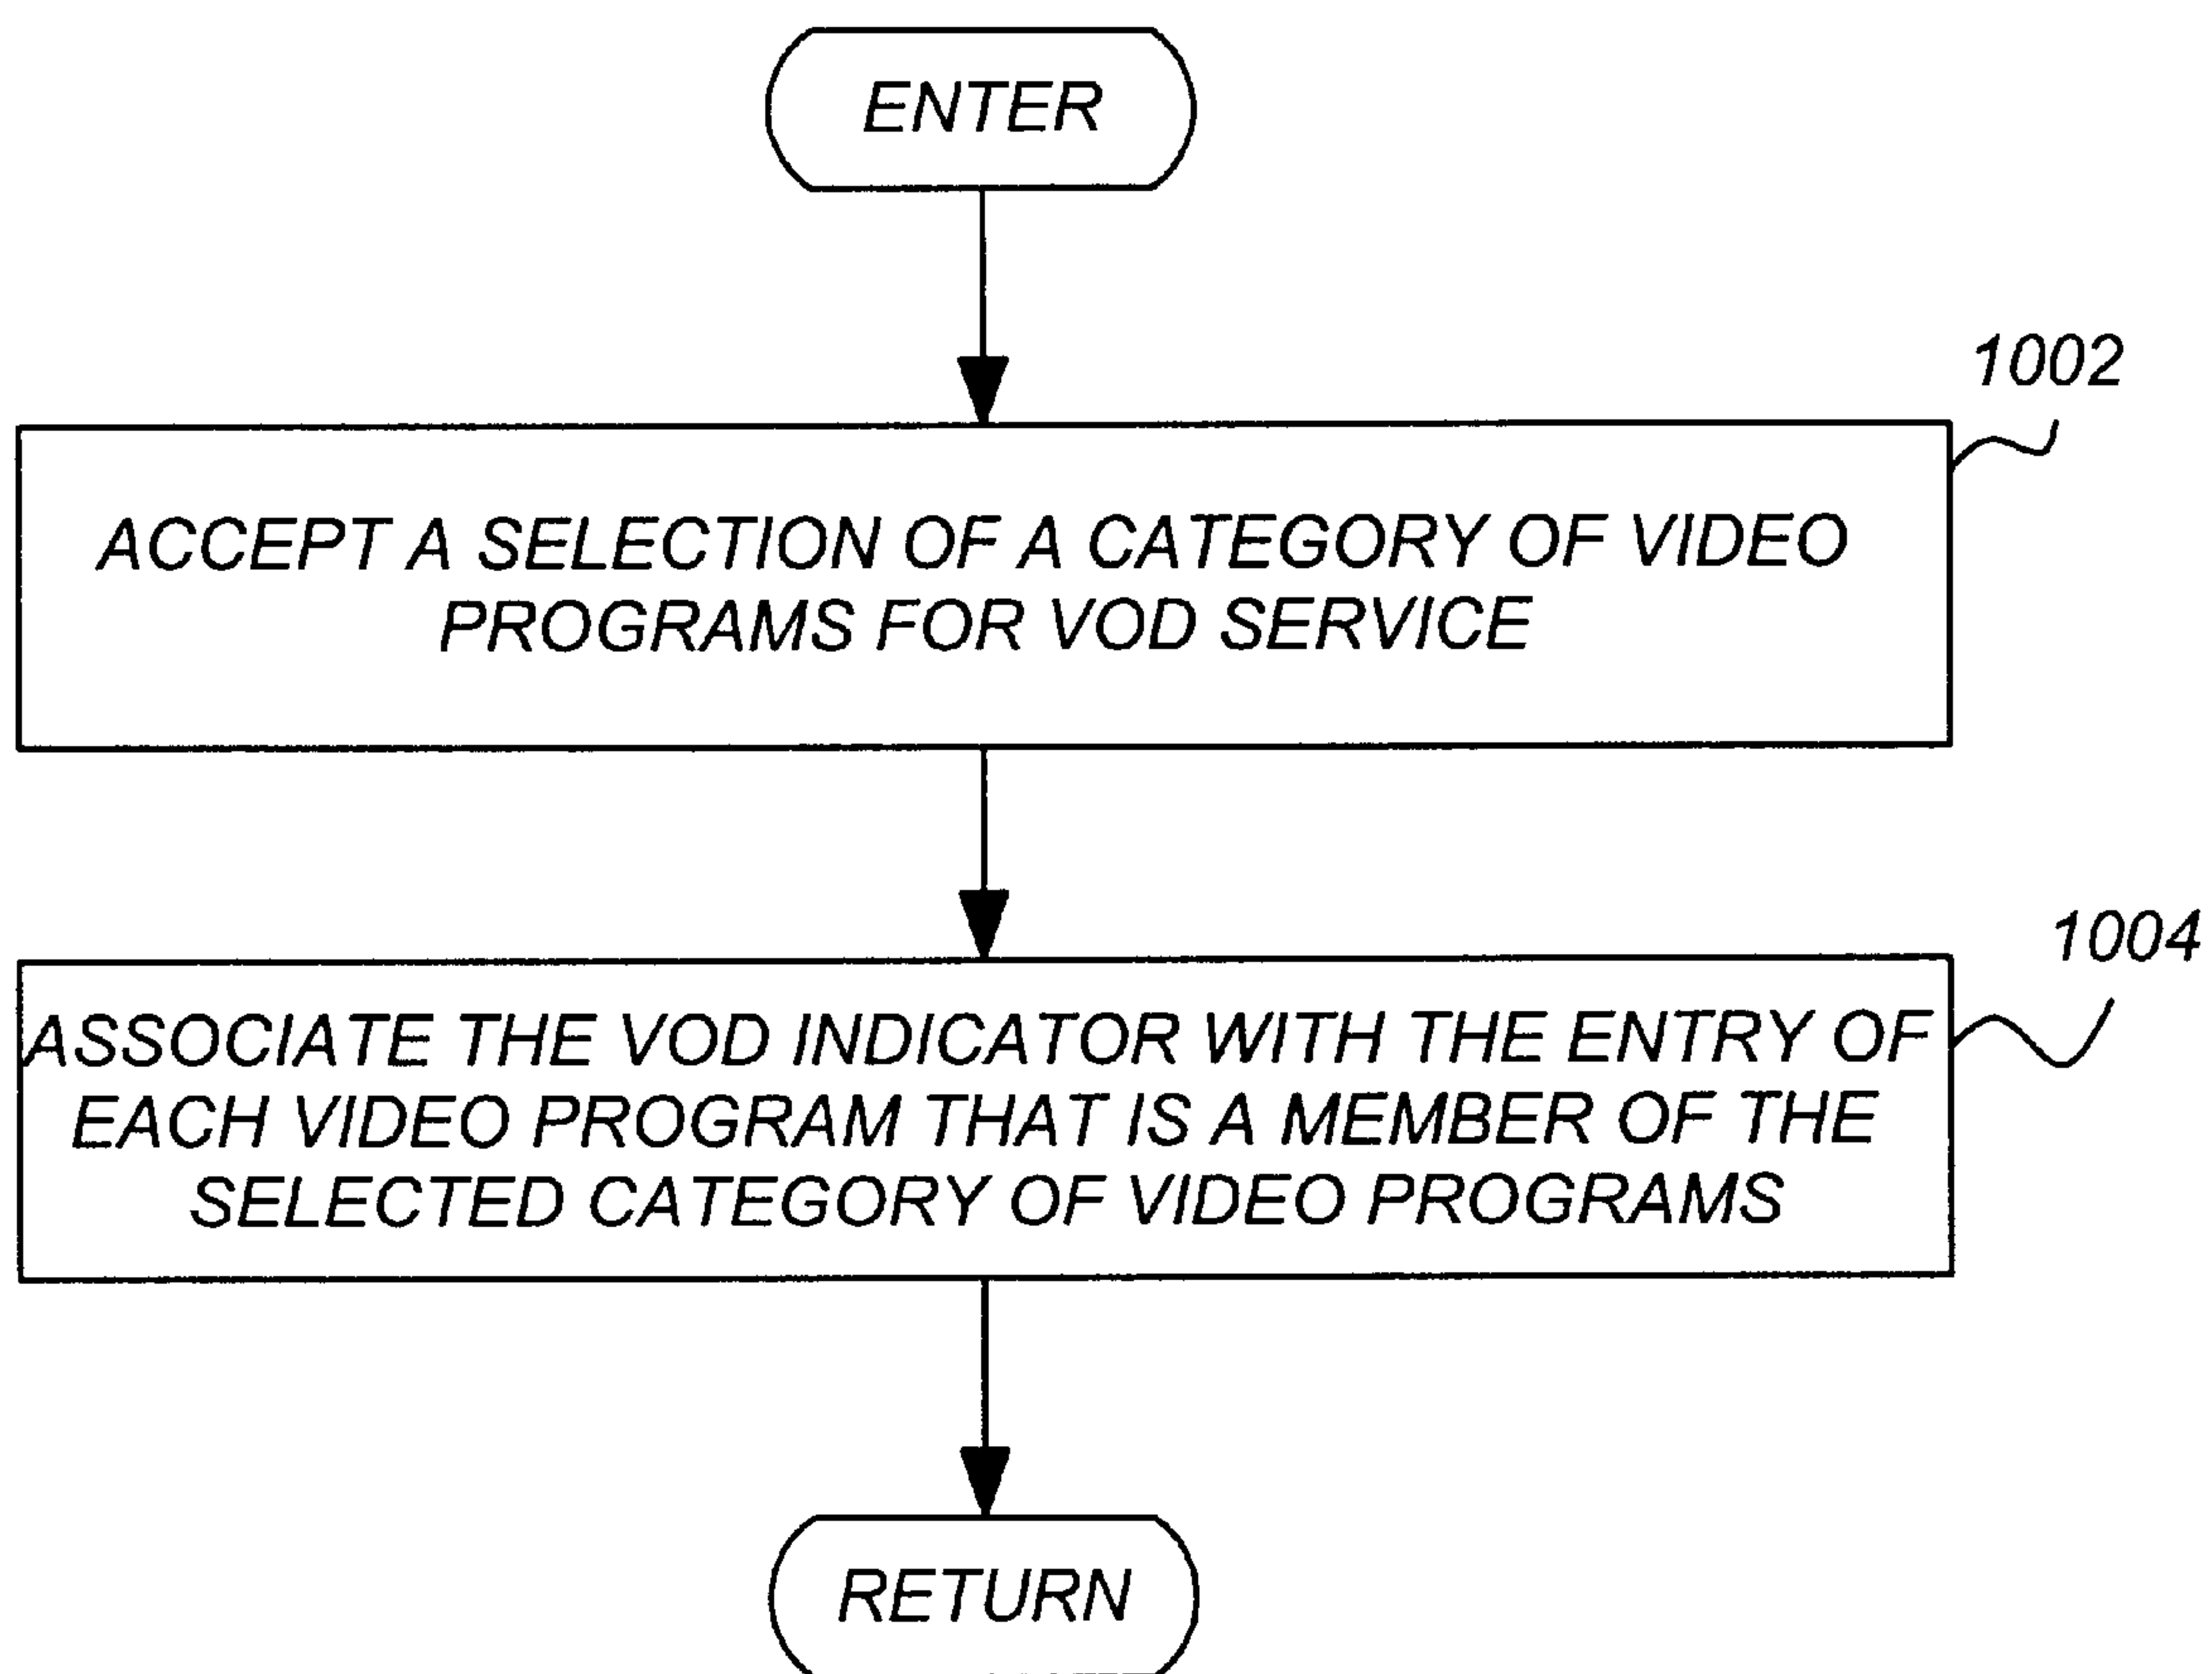 ENTER
1002
ACCEPT A SELECTION OF A CATEGORY OF VIDEO
PROGRAMS FOR VOD SERVICE
1004
ASSOCIATE THE VOD INDICATOR WITH THE ENTRY OF
EACH VIDEO PROGRAM THAT IS A MEMBER OF THE
SELECTED CATEGORY OF VIDEO PROGRAMS
RETURN